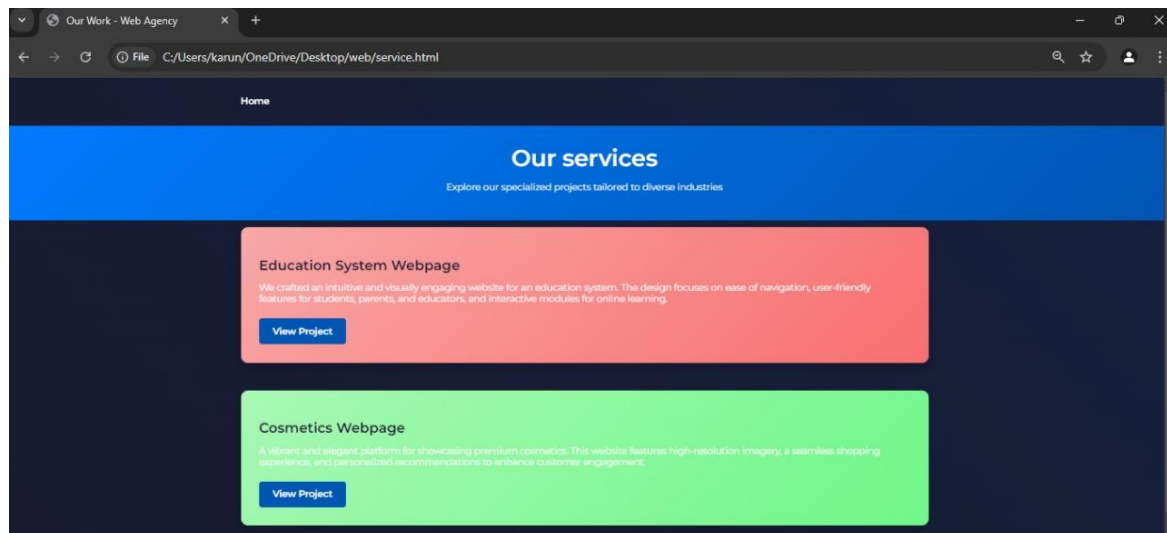 Our Work - Web Agency
File C:/Users/karun/OneDrive/Desktop/web/service.html
Home
Our services
Explore our specialized projects tailored to diverse industries
Education System Webpage
We crafted an intuitive and visually engaging website for an education system. The design focuses on ease of navigation, user-friendly
features for students, parents, and educators, and interactive modules for online learning.
View Project
Cosmetics Webpage
A vibrant and elegant platform for showcasing premium cosmetics. This website features high-resolution imagery, a seamless shopping
experience, and personalized recommendations to enhance customer engagement.
View Project